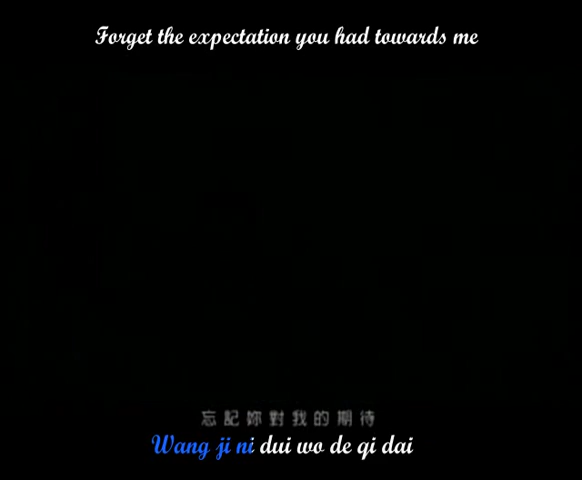 Forget the expectation you had towards me
忘記妳對我的期待
Wang ji ni dui wo de qi dai